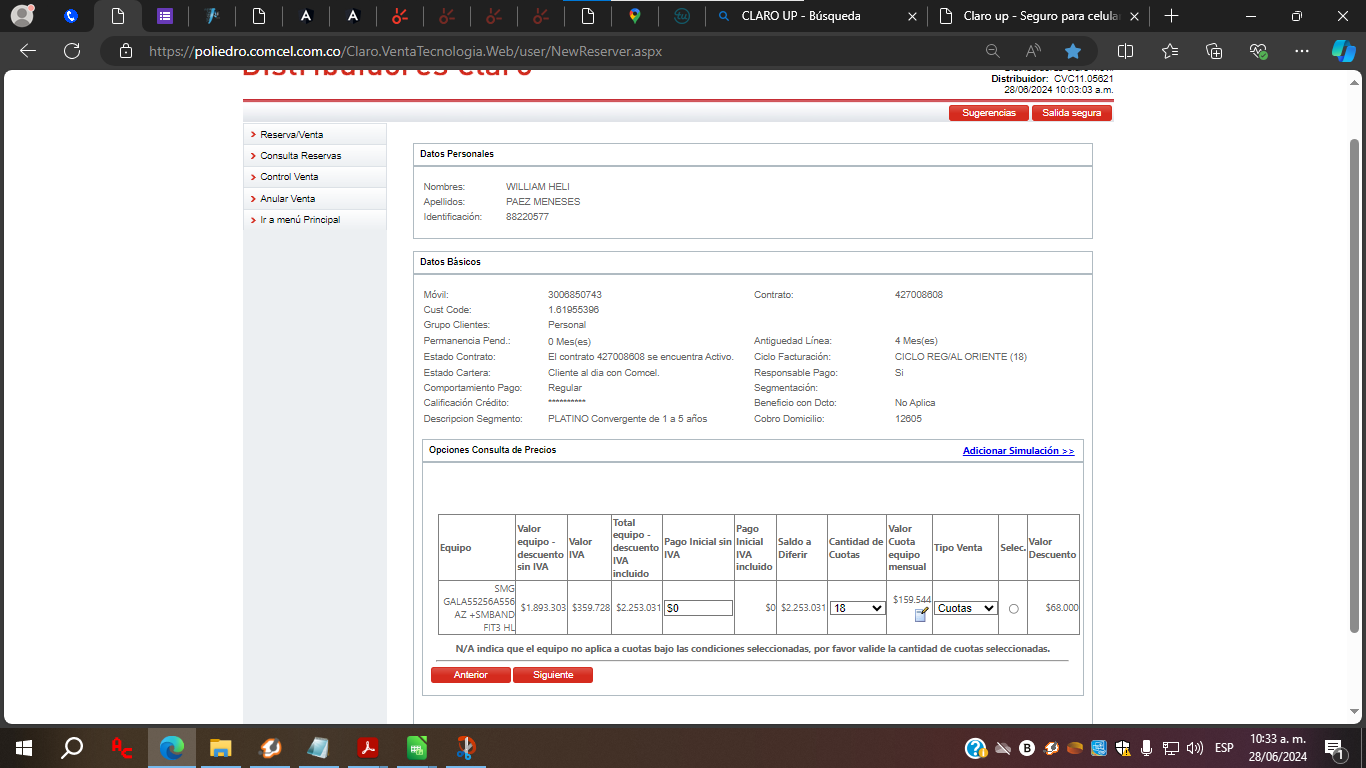 CLARO UP - Búsqueda
Claro up - Seguro para celula
https://poliedro.comcel.com.co/Claro.VentaTecnologia.Web/user/NewReserver.aspx
Distribuidores Claro
Distribuidor: CVC11.05621
28/06/2024 10:03:03 a.m.
Sugerencias Salida segura
Reserva/Venta
Consulta Reservas
Control Venta
Anular Venta
Ir a menú Principal
Datos Personales
Nombres: WILLIAM HELI
Apellidos: PAEZ MENESES
Identificación: 88220577
Datos Básicos
Móvil: 3006850743 Contrato: 427008608
Cust Code: 1.61955396
Grupo Clientes: Personal
Permanencia Pend.: 0 Mes(es) Antiguedad Línea: 4 Mes(es)
Estado Contrato: El contrato 427008608 se encuentra Activo. Ciclo Facturación: CICLO REG/AL ORIENTE (18)
Estado Cartera: Cliente al dia con Comcel. Responsable Pago: Si
Comportamiento Pago: Regular Segmentación:
Calificación Crédito: ********** Beneficio con Dcto: No Aplica
Descripcion Segmento: PLATINO Convergente de 1 a 5 años Cobro Domicilio: 12605
Opciones Consulta de Precios Adicionar Simulación >>
Equipo
Valor equipo - descuento sin IVA
Valor IVA
Total equipo - descuento IVA incluido
Pago Inicial sin IVA
Pago Inicial IVA incluido
Saldo a Diferir
Cantidad de Cuotas
Valor Cuota equipo mensual
Tipo Venta
Selec.
Valor Descuento
SMG
GALA55256A556
AZ +SMBAND
FIT3 HL
$1.893.303 $359.728 $2.253.031 $0 $0 $2.253.031 18 $159.544 Cuotas $68.000
N/A indica que el equipo no aplica a cuotas bajo las condiciones seleccionadas, por favor valide la cantidad de cuotas seleccionadas.
Anterior Siguiente
ESP
10:33 a. m.
28/06/2024
1